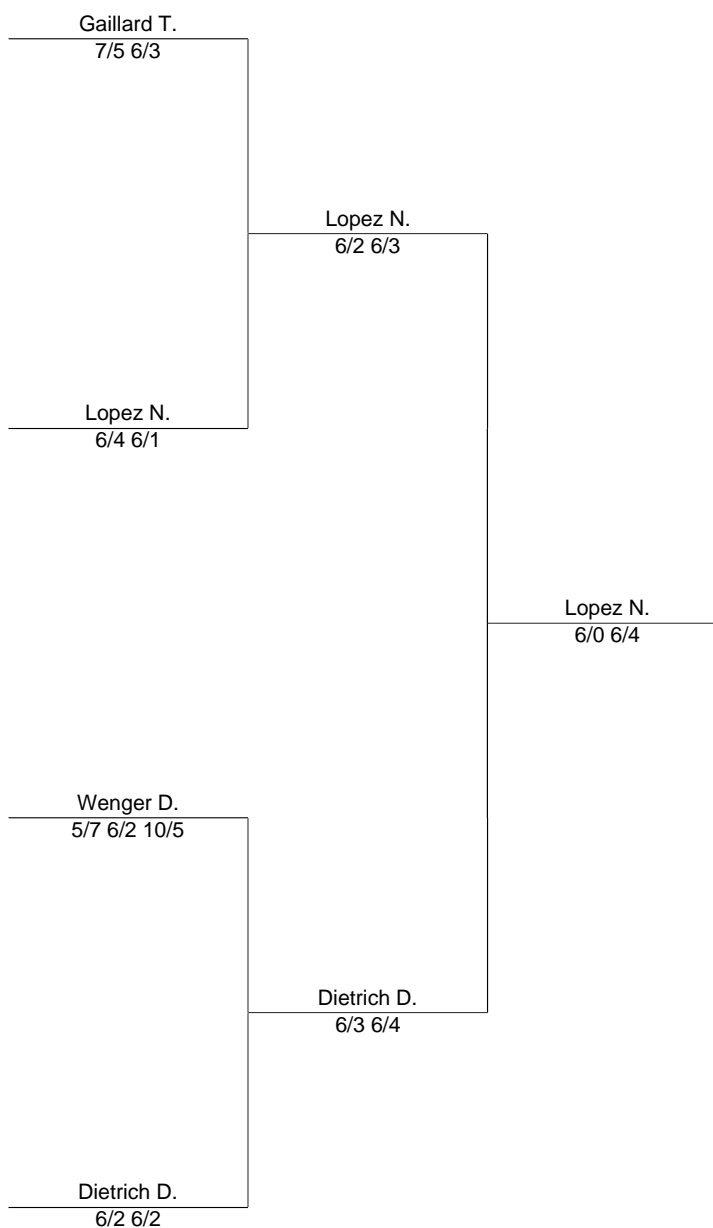 Gaillard T.
7/5 6/3
Lopez N.
6/2 6/3
Lopez N.
6/4 6/1
Lopez N.
6/0 6/4
Wenger D.
5/7 6/2 10/5
Dietrich D.
6/3 6/4
Dietrich D.
6/2 6/2